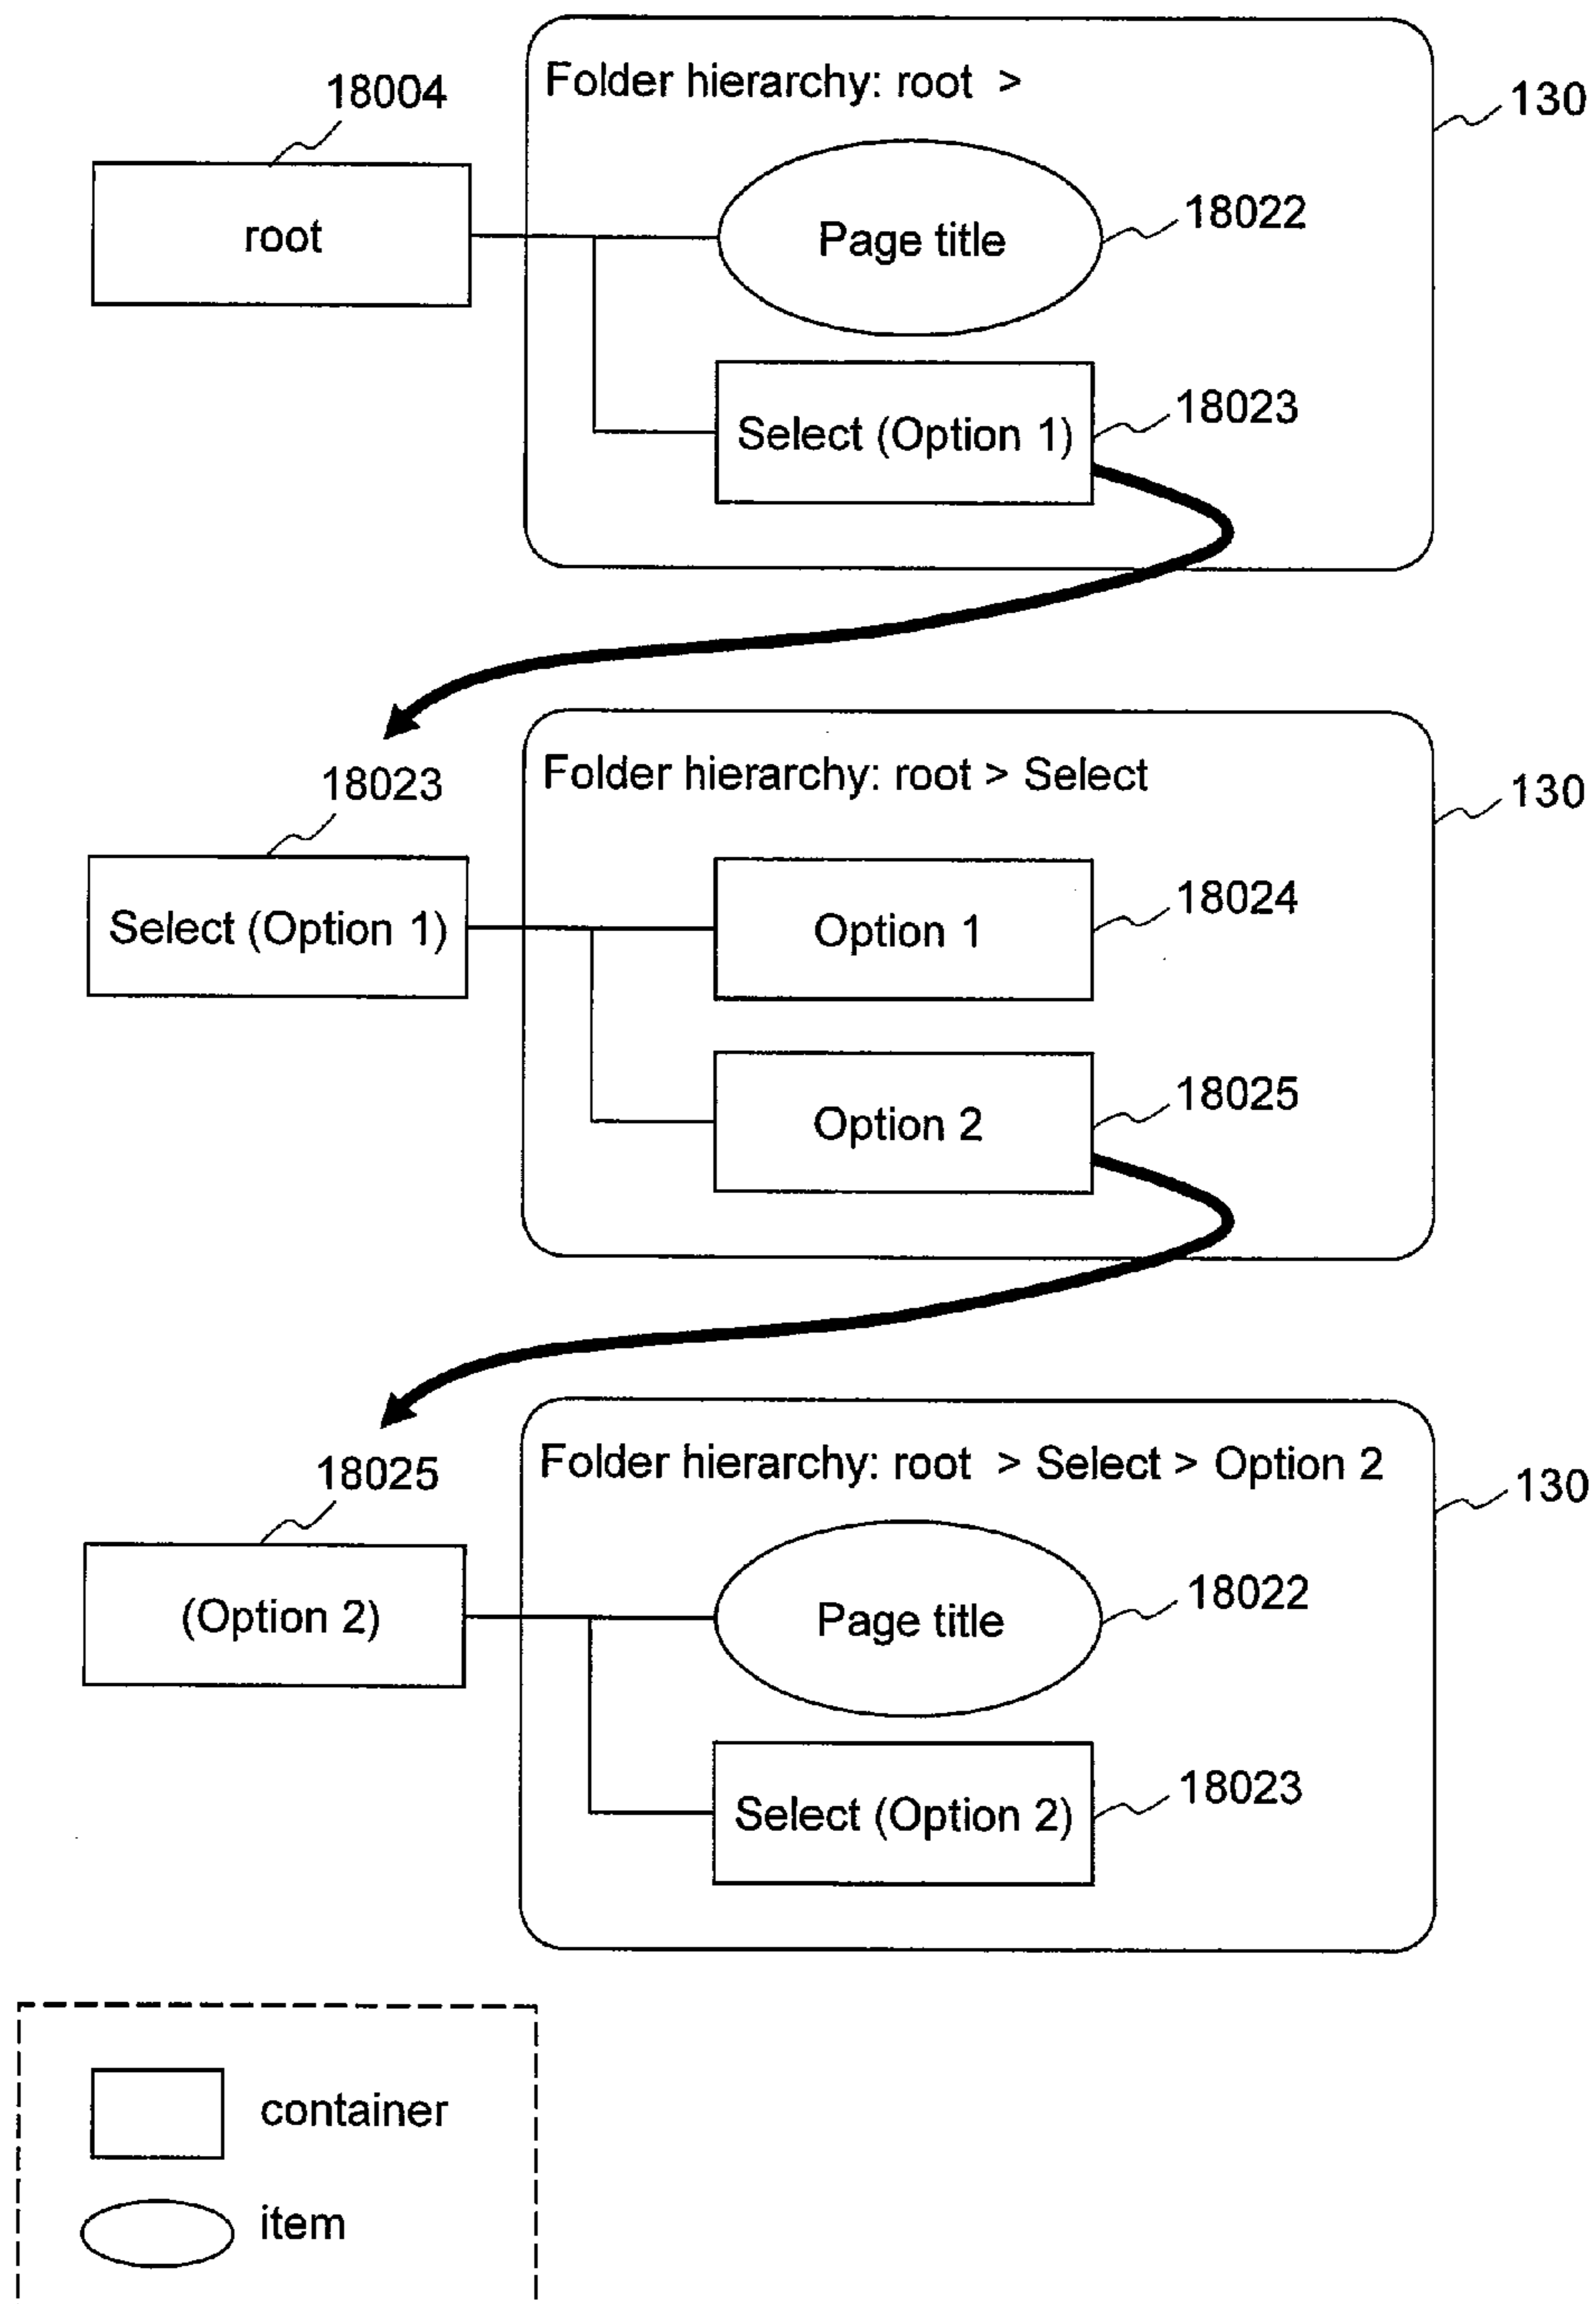 Folder hierarchy: root >
18004
130
root
Page title
18022
Select (Option 1)
18023
Folder hierarchy: root > Select
18023
130
Select (Option 1)
Option 1
18024
Option 2
18025
Folder hierarchy: root > Select > Option 2
18025
130
(Option 2)
Page title
18022
Select (Option 2)
18023
container
item